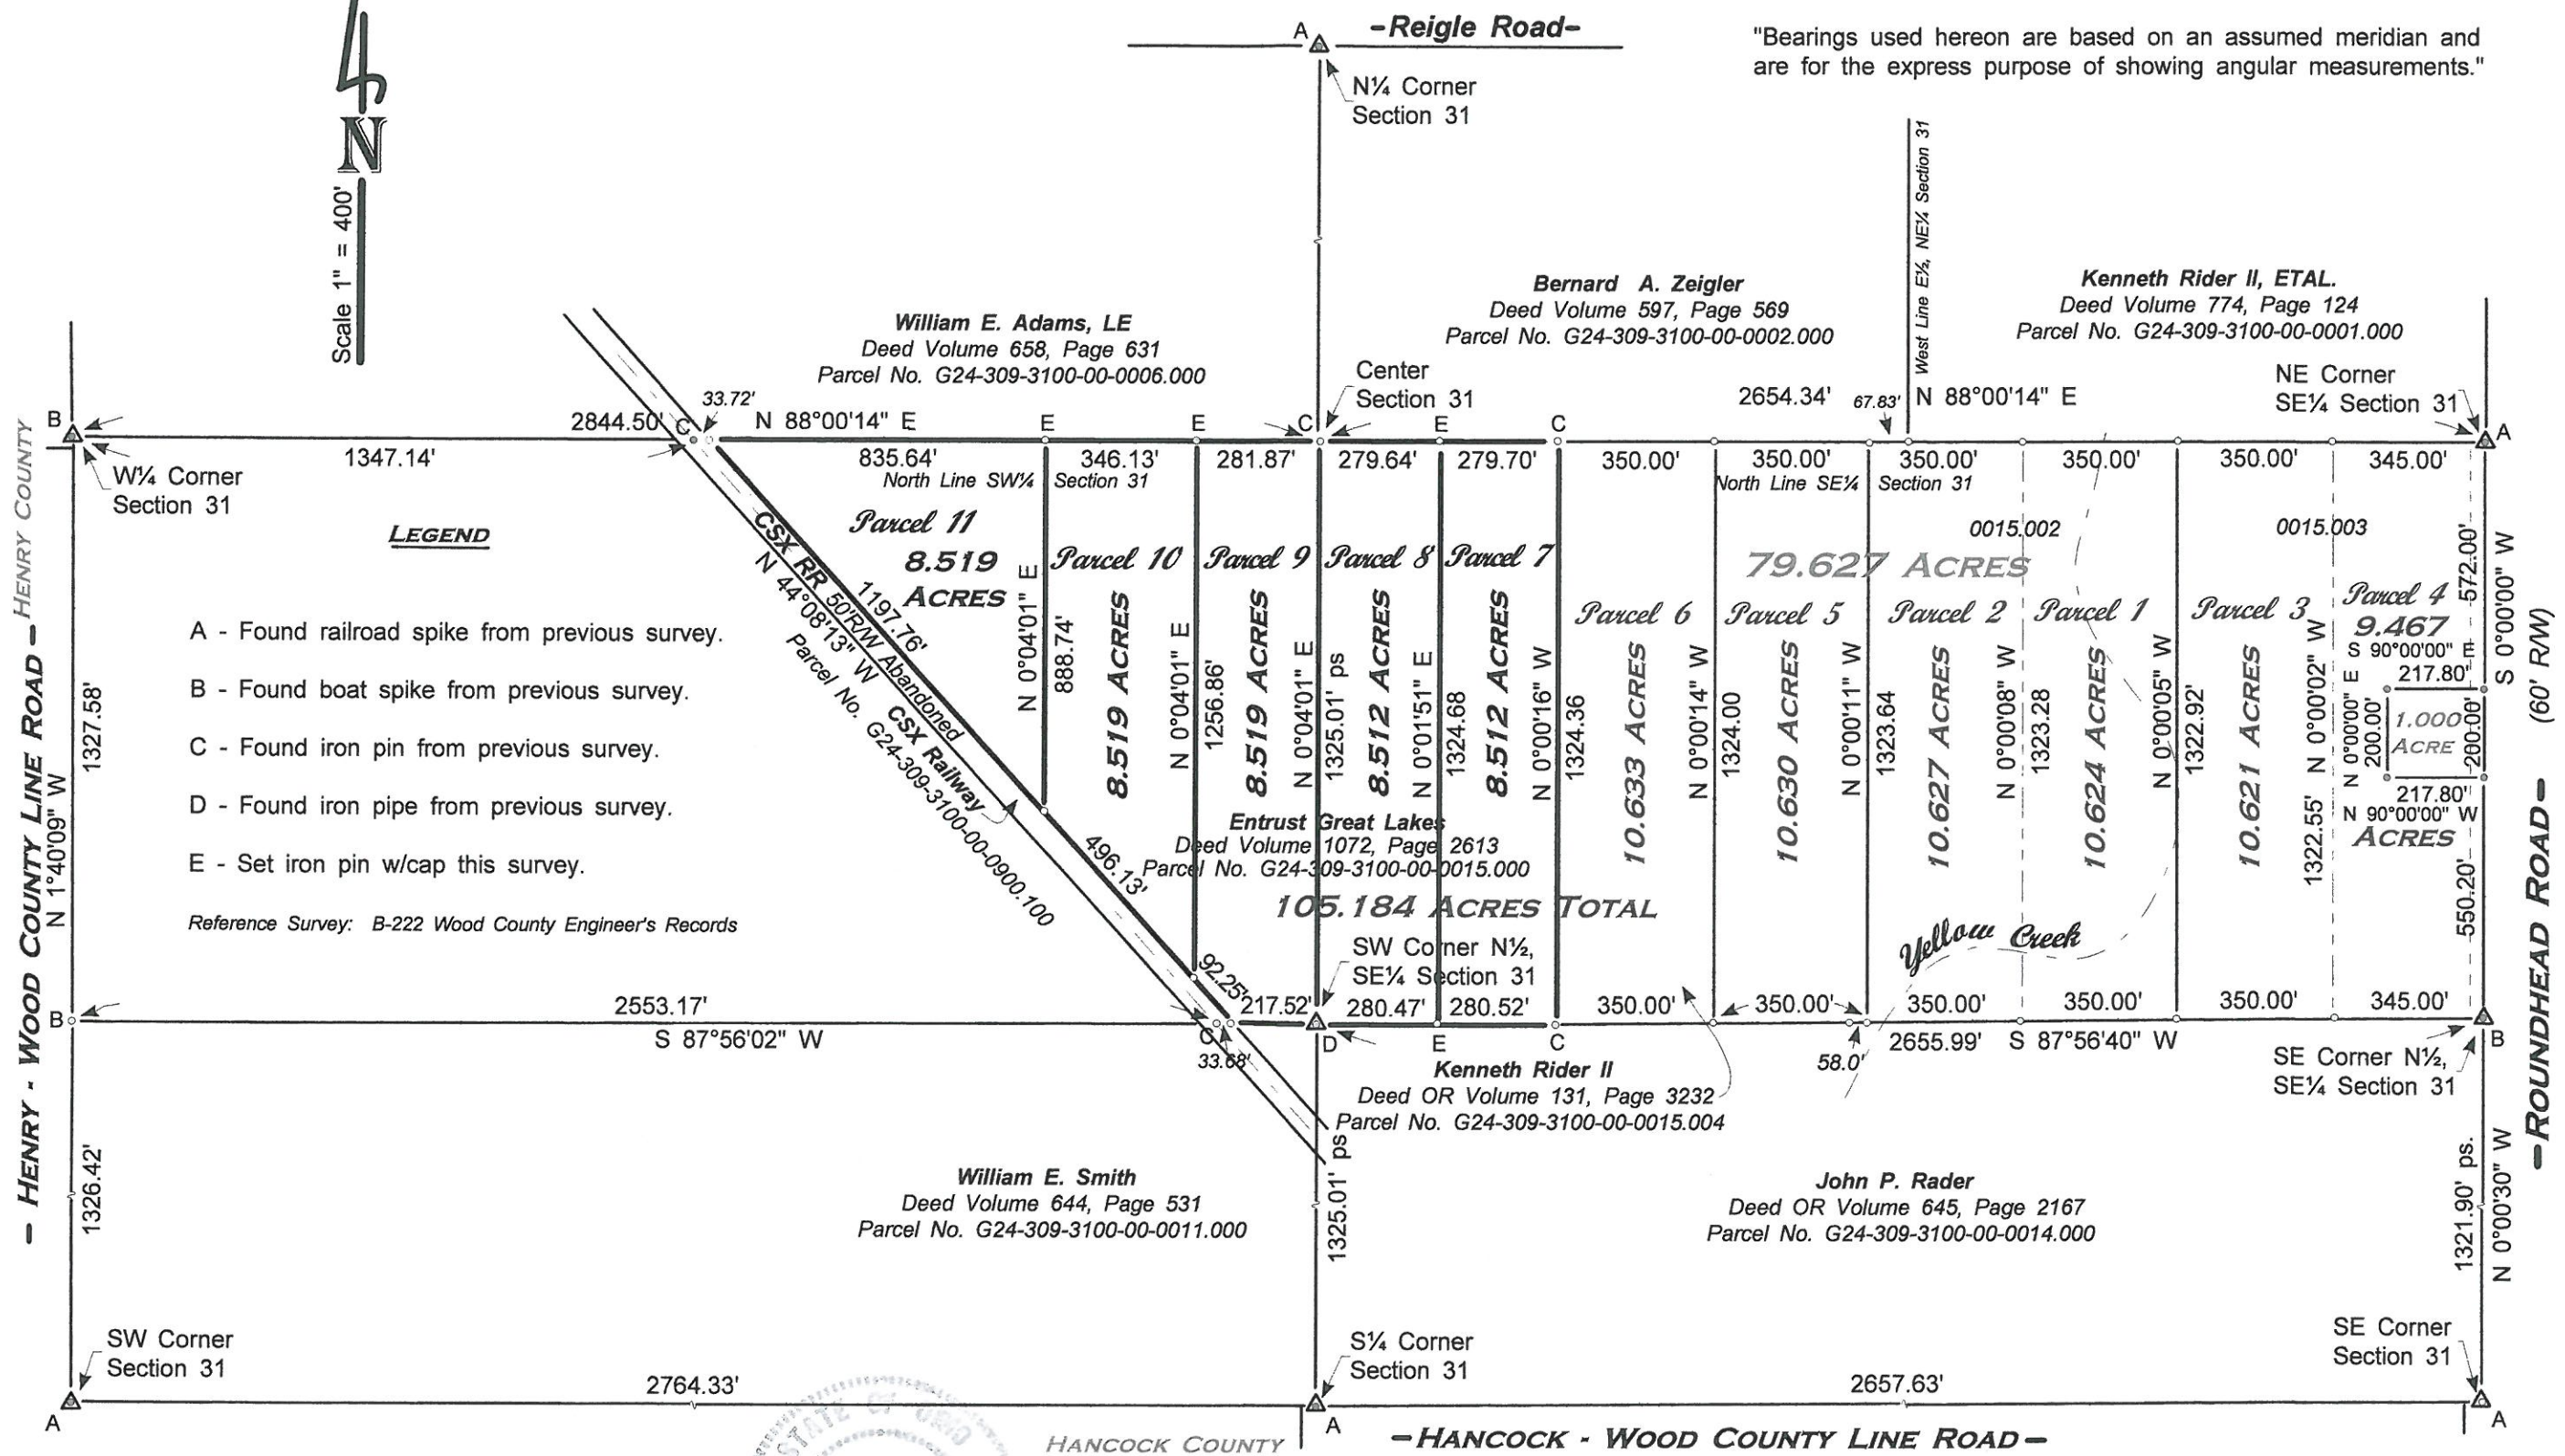 4
N
Scale 1" = 400'
A
-Reigle Road-
N¼ Corner
Section 31
"Bearings used hereon are based on an assumed meridian and
are for the express purpose of showing angular measurements."
West Line E½, NE¼ Section 31
William E. Adams, LE
Deed Volume 658, Page 631
Parcel No. G24-309-3100-00-0006.000
Bernard A. Zeigler
Deed Volume 597, Page 569
Parcel No. G24-309-3100-00-0002.000
Kenneth Rider II, ETAL.
Deed Volume 774, Page 124
Parcel No. G24-309-3100-00-0001.000
Center
Section 31
NE Corner
SE¼ Section 31
B
2844.50'
C
33.72'
N 88°00'14" E
E
E
C
E
C
2654.34'
67.83'
N 88°00'14" E
A
1347.14'
835.64'
346.13'
281.87'
279.64'
279.70'
350.00'
350.00'
350.00'
350.00'
350.00'
345.00'
North Line SW¼ Section 31
North Line SE¼ Section 31
W¼ Corner
Section 31
LEGEND
A - Found railroad spike from previous survey.
B - Found boat spike from previous survey.
C - Found iron pin from previous survey.
D - Found iron pipe from previous survey.
E - Set iron pin w/cap this survey.
Reference Survey: B-222 Wood County Engineer's Records
- HENRY - WOOD COUNTY LINE ROAD -
HENRY COUNTY
N 1°40'09" W
1327.58'
1326.42'
CSX RR 50'R/W Abandoned
1197.76'
N 44°08'13" W
CSX Railway
Parcel No. G24-309-3100-00-0900.100
496.13'
92.25'
Parcel 11
8.519
ACRES
N 0°04'01" E
888.74'
Parcel 10
8.519 ACRES
N 0°04'01" E
1256.86'
Parcel 9
8.519 ACRES
N 0°04'01" E
1325.01' ps
Parcel 8
8.512 ACRES
N 0°01'51" E
1324.68
Parcel 7
8.512 ACRES
N 0°00'16" W
1324.36
79.627 ACRES
0015.002
0015.003
Parcel 6
10.633 ACRES
N 0°00'14" W
1324.00
Parcel 5
10.630 ACRES
N 0°00'11" W
1323.64
Parcel 2
10.627 ACRES
N 0°00'08" W
1323.28
Parcel 1
10.624 ACRES
N 0°00'05" W
1322.92'
Parcel 3
10.621 ACRES
1322.55' N 0°00'02" W
Parcel 4
9.467
S 90°00'00" E
217.80'
N 0°00'00" E
200.00'
1.000
ACRE
200.00'
217.80'
N 90°00'00" W
ACRES
572.00'
S 0°00'00" W
550.20'
-ROUNDHEAD ROAD-
(60' R/W)
Entrust Great Lakes
Deed Volume 1072, Page 2613
Parcel No. G24-309-3100-00-0015.000
105.184 ACRES TOTAL
SW Corner N½,
SE¼ Section 31
Yellow Creek
B
2553.17'
S 87°56'02" W
C
33.68'
217.52'
280.47'
280.52'
350.00'
350.00'
350.00'
350.00'
350.00'
345.00'
D
E
C
58.0'
2655.99'
S 87°56'40" W
B
SE Corner N½,
SE¼ Section 31
Kenneth Rider II
Deed OR Volume 131, Page 3232
Parcel No. G24-309-3100-00-0015.004
William E. Smith
Deed Volume 644, Page 531
Parcel No. G24-309-3100-00-0011.000
1325.01' ps
John P. Rader
Deed OR Volume 645, Page 2167
Parcel No. G24-309-3100-00-0014.000
1321.90' ps.
N 0°00'30" W
SW Corner
Section 31
S¼ Corner
Section 31
SE Corner
Section 31
A
2764.33'
A
2657.63'
A
STATE OF OHIO
HANCOCK COUNTY
-HANCOCK - WOOD COUNTY LINE ROAD-